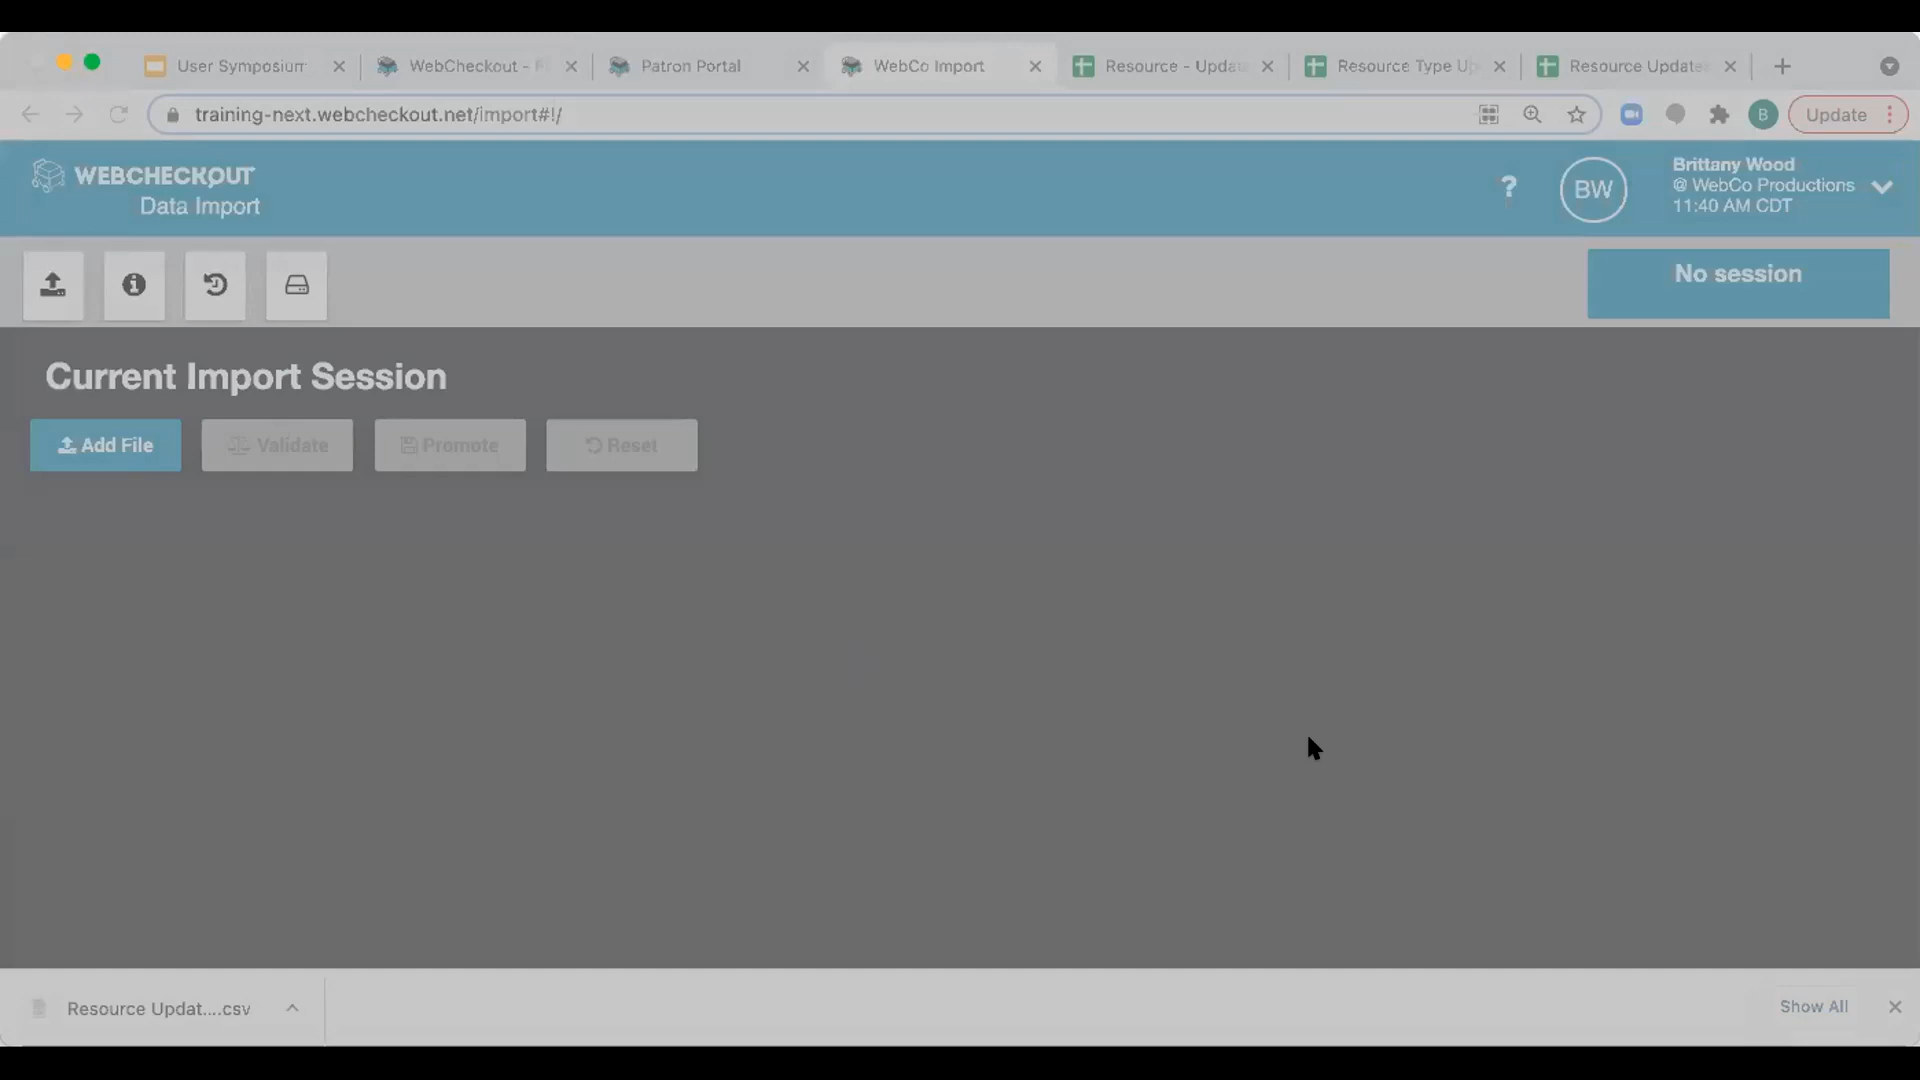 User Symposium
WebCheckout -
Patron Portal
WebCo Import
Resource - Updat
Resource Type Up
Resource Update
training-next.webcheckout.net/import#!/
B
Update
WEBCHECKOUT
Data Import
?
BW
Brittany Wood
@ WebCo Productions
11:40 AM CDT
No session
Current Import Session
Add File
Validate
Promote
Reset
Resource Updat....csv
Show All